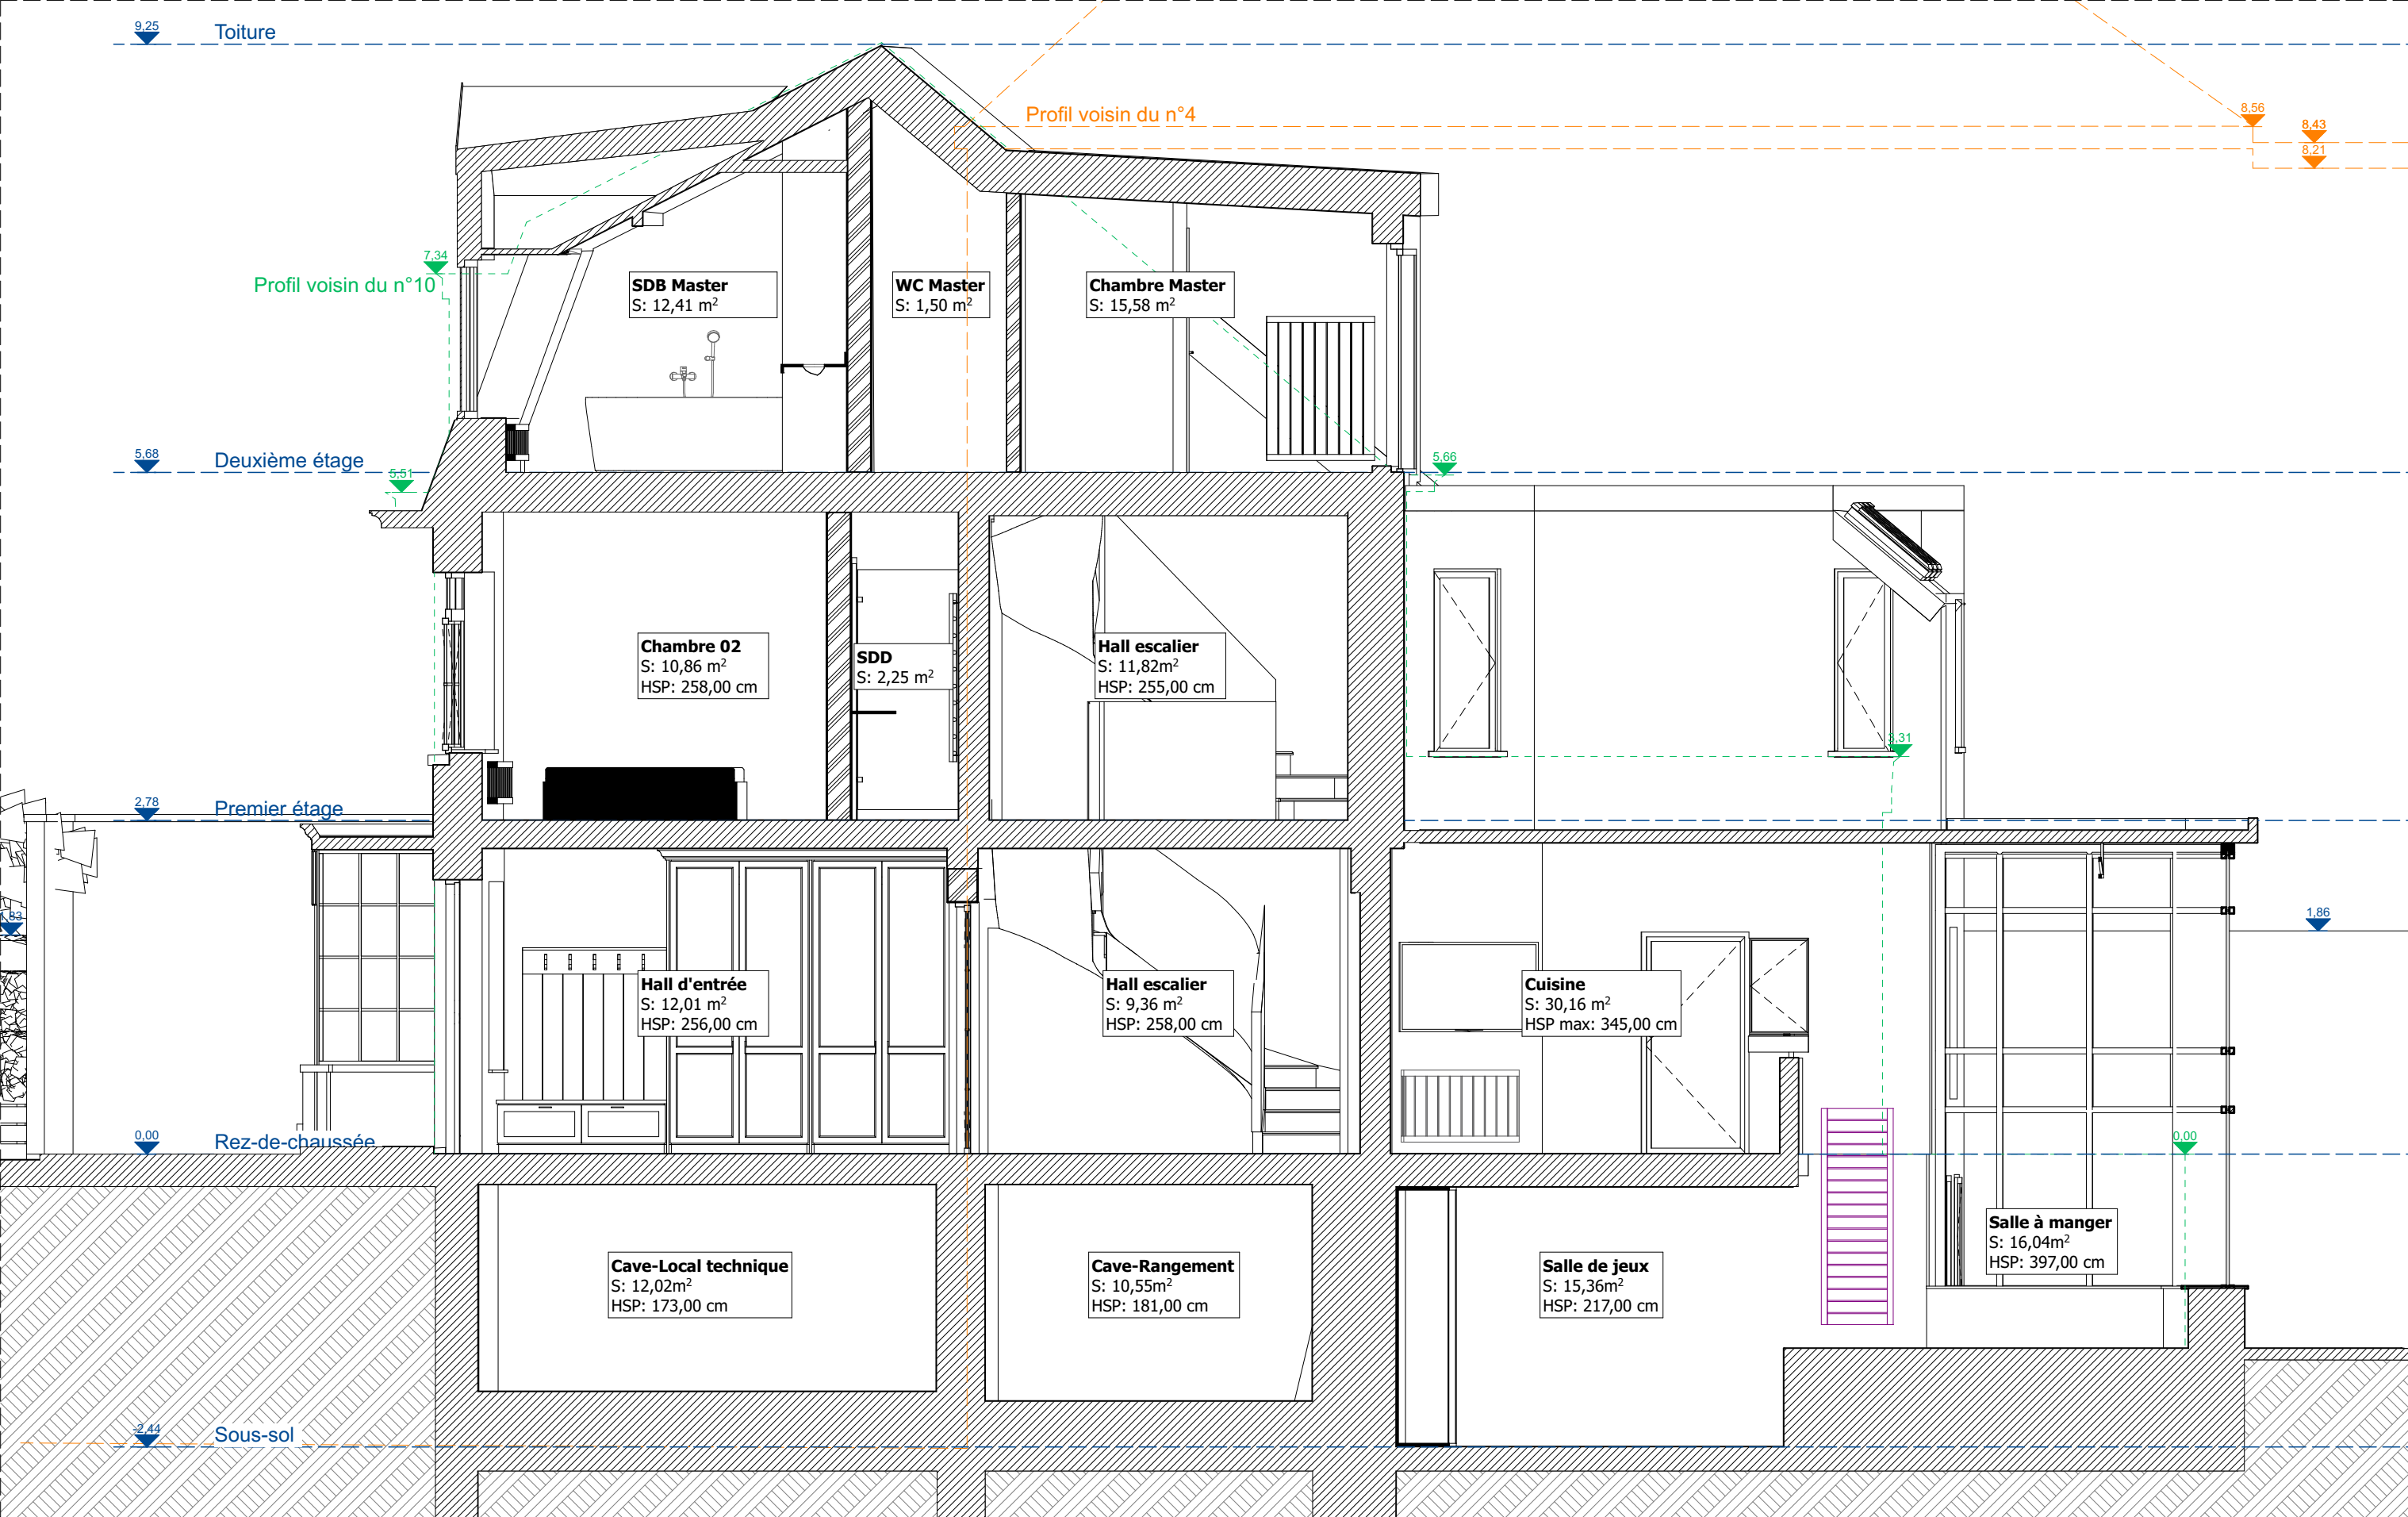 9,25
Toiture
Profil voisin du n°4
8,56
8,43
8,21
7,34
Profil voisin du n°10
SDB Master
S: 12,41 m²
WC Master
S: 1,50 m²
Chambre Master
S: 15,58 m²
5,68
Deuxième étage
5,51
5,66
Chambre 02
S: 10,86 m²
HSP: 258,00 cm
SDD
S: 2,25 m²
Hall escalier
S: 11,82m²
HSP: 255,00 cm
3,31
2,78
Premier étage
1,83
1,86
Hall d'entrée
S: 12,01 m²
HSP: 256,00 cm
Hall escalier
S: 9,36 m²
HSP: 258,00 cm
Cuisine
S: 30,16 m²
HSP max: 345,00 cm
0,00
Rez-de-chaussée
0,00
Salle à manger
S: 16,04m²
HSP: 397,00 cm
Cave-Local technique
S: 12,02m²
HSP: 173,00 cm
Cave-Rangement
S: 10,55m²
HSP: 181,00 cm
Salle de jeux
S: 15,36m²
HSP: 217,00 cm
-2,44
Sous-sol